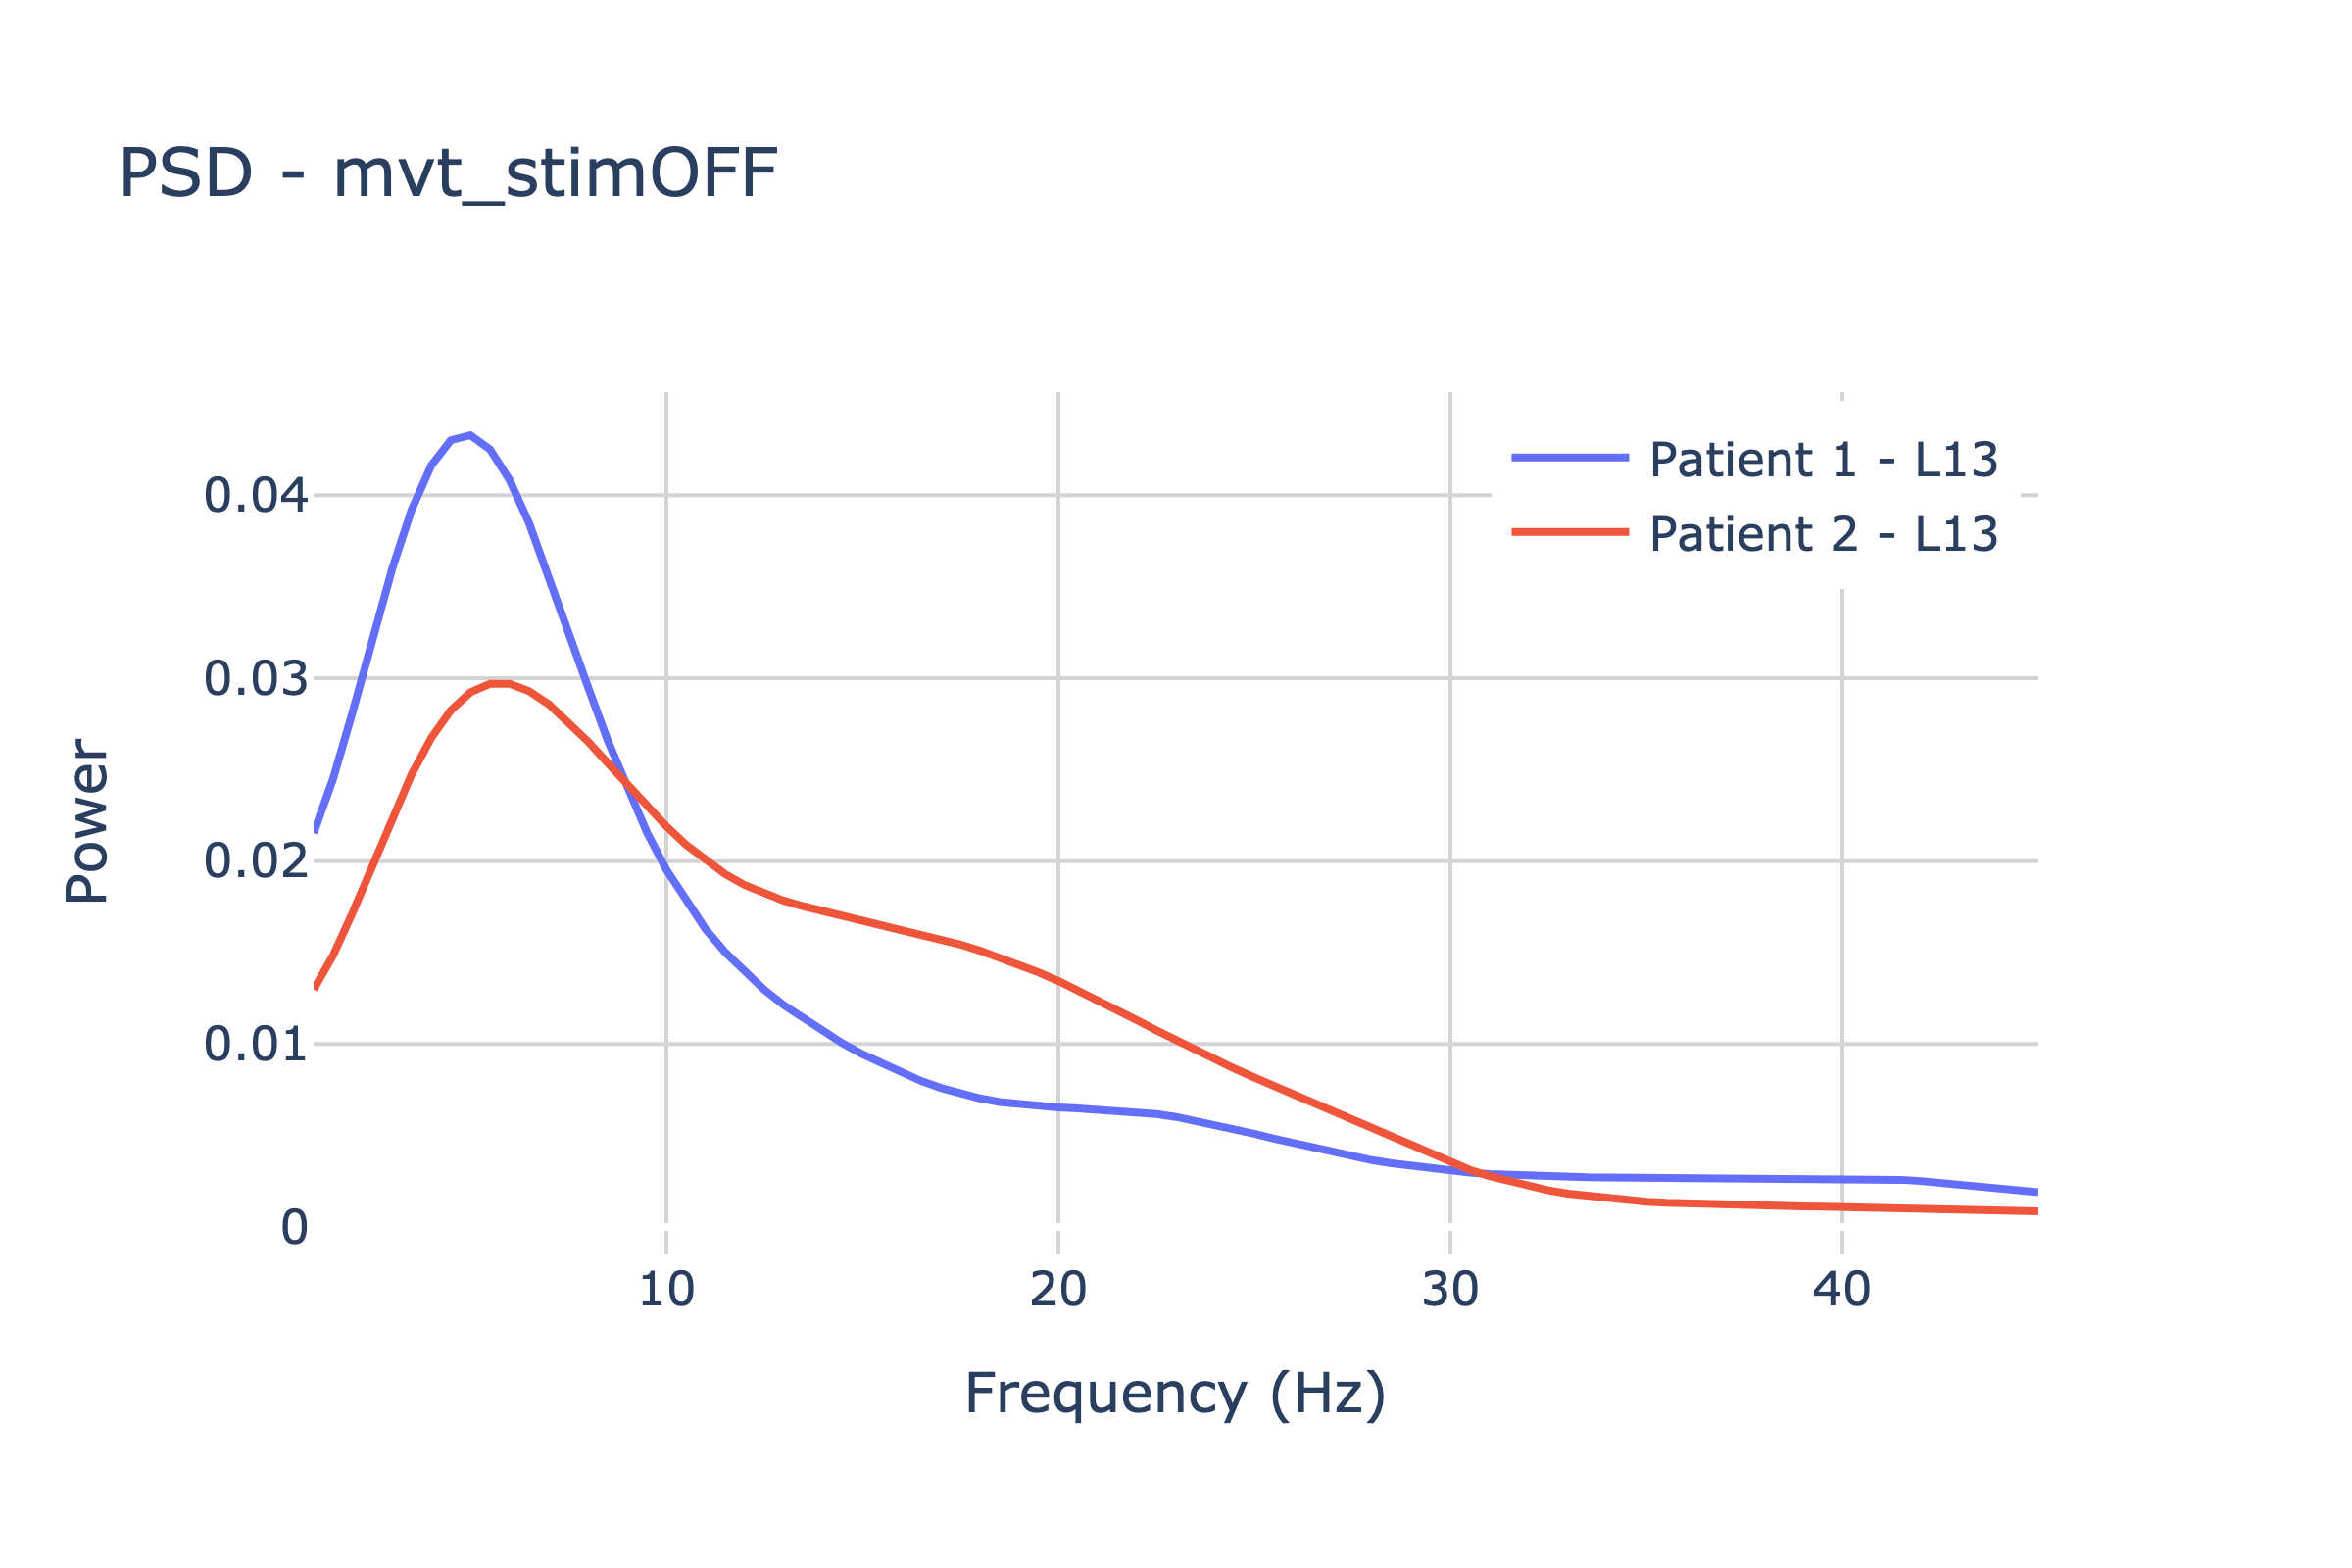 PSD - mvt_stimOFF
Patient 1 - L13
Patient 2 - L13
0.04
0.03
0.02
0.01
0
Power
10 20 30 40
Frequency (Hz)